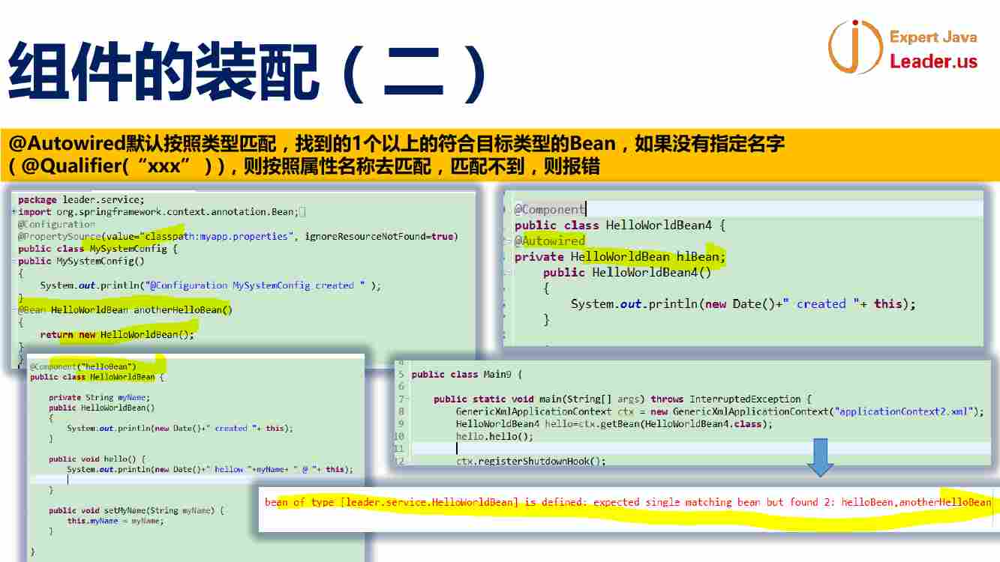 组件的装配（二）
Expert Java
Leader.us
@Autowired默认按照类型匹配，找到的1个以上的符合目标类型的Bean，如果没有指定名字
（@Qualifier(“xxx”)），则按照属性名称去匹配，匹配不到，则报错
package leader.service;
import org.springframework.context.annotation.Bean;
@Configuration
@PropertySource(value="classpath:myapp.properties", ignoreResourceNotFound=true)
public class MySystemConfig {
public MySystemConfig()
{
System.out.println("@Configuration MySystemConfig created " );
}
@Bean HelloWorldBean anotherHelloBean()
{
return new HelloWorldBean();
}
@Component
public class HelloWorldBean4 {
@Autowired
private HelloWorldBean hlBean;
public HelloWorldBean4()
{
System.out.println(new Date()+" created "+ this);
}
@Component("helloBean")
public class HelloWorldBean {
private String myName;
public HelloWorldBean()
{
System.out.println(new Date()+" created "+ this);
}
public void hello() {
System.out.println(new Date()+" hellow "+myName+ " @ "+ this);
}
public void setMyName(String myName) {
this.myName = myName;
}
}
5 public class Main9 {
6
7 public static void main(String[] args) throws InterruptedException {
8 GenericXmlApplicationContext ctx = new GenericXmlApplicationContext("applicationContext2.xml");
9 HelloWorldBean4 hello=ctx.getBean(HelloWorldBean4.class);
10 hello.hello();
11
12 ctx.registerShutdownHook();
bean of type [leader.service.HelloWorldBean] is defined: expected single matching bean but found 2: helloBean,anotherHelloBean